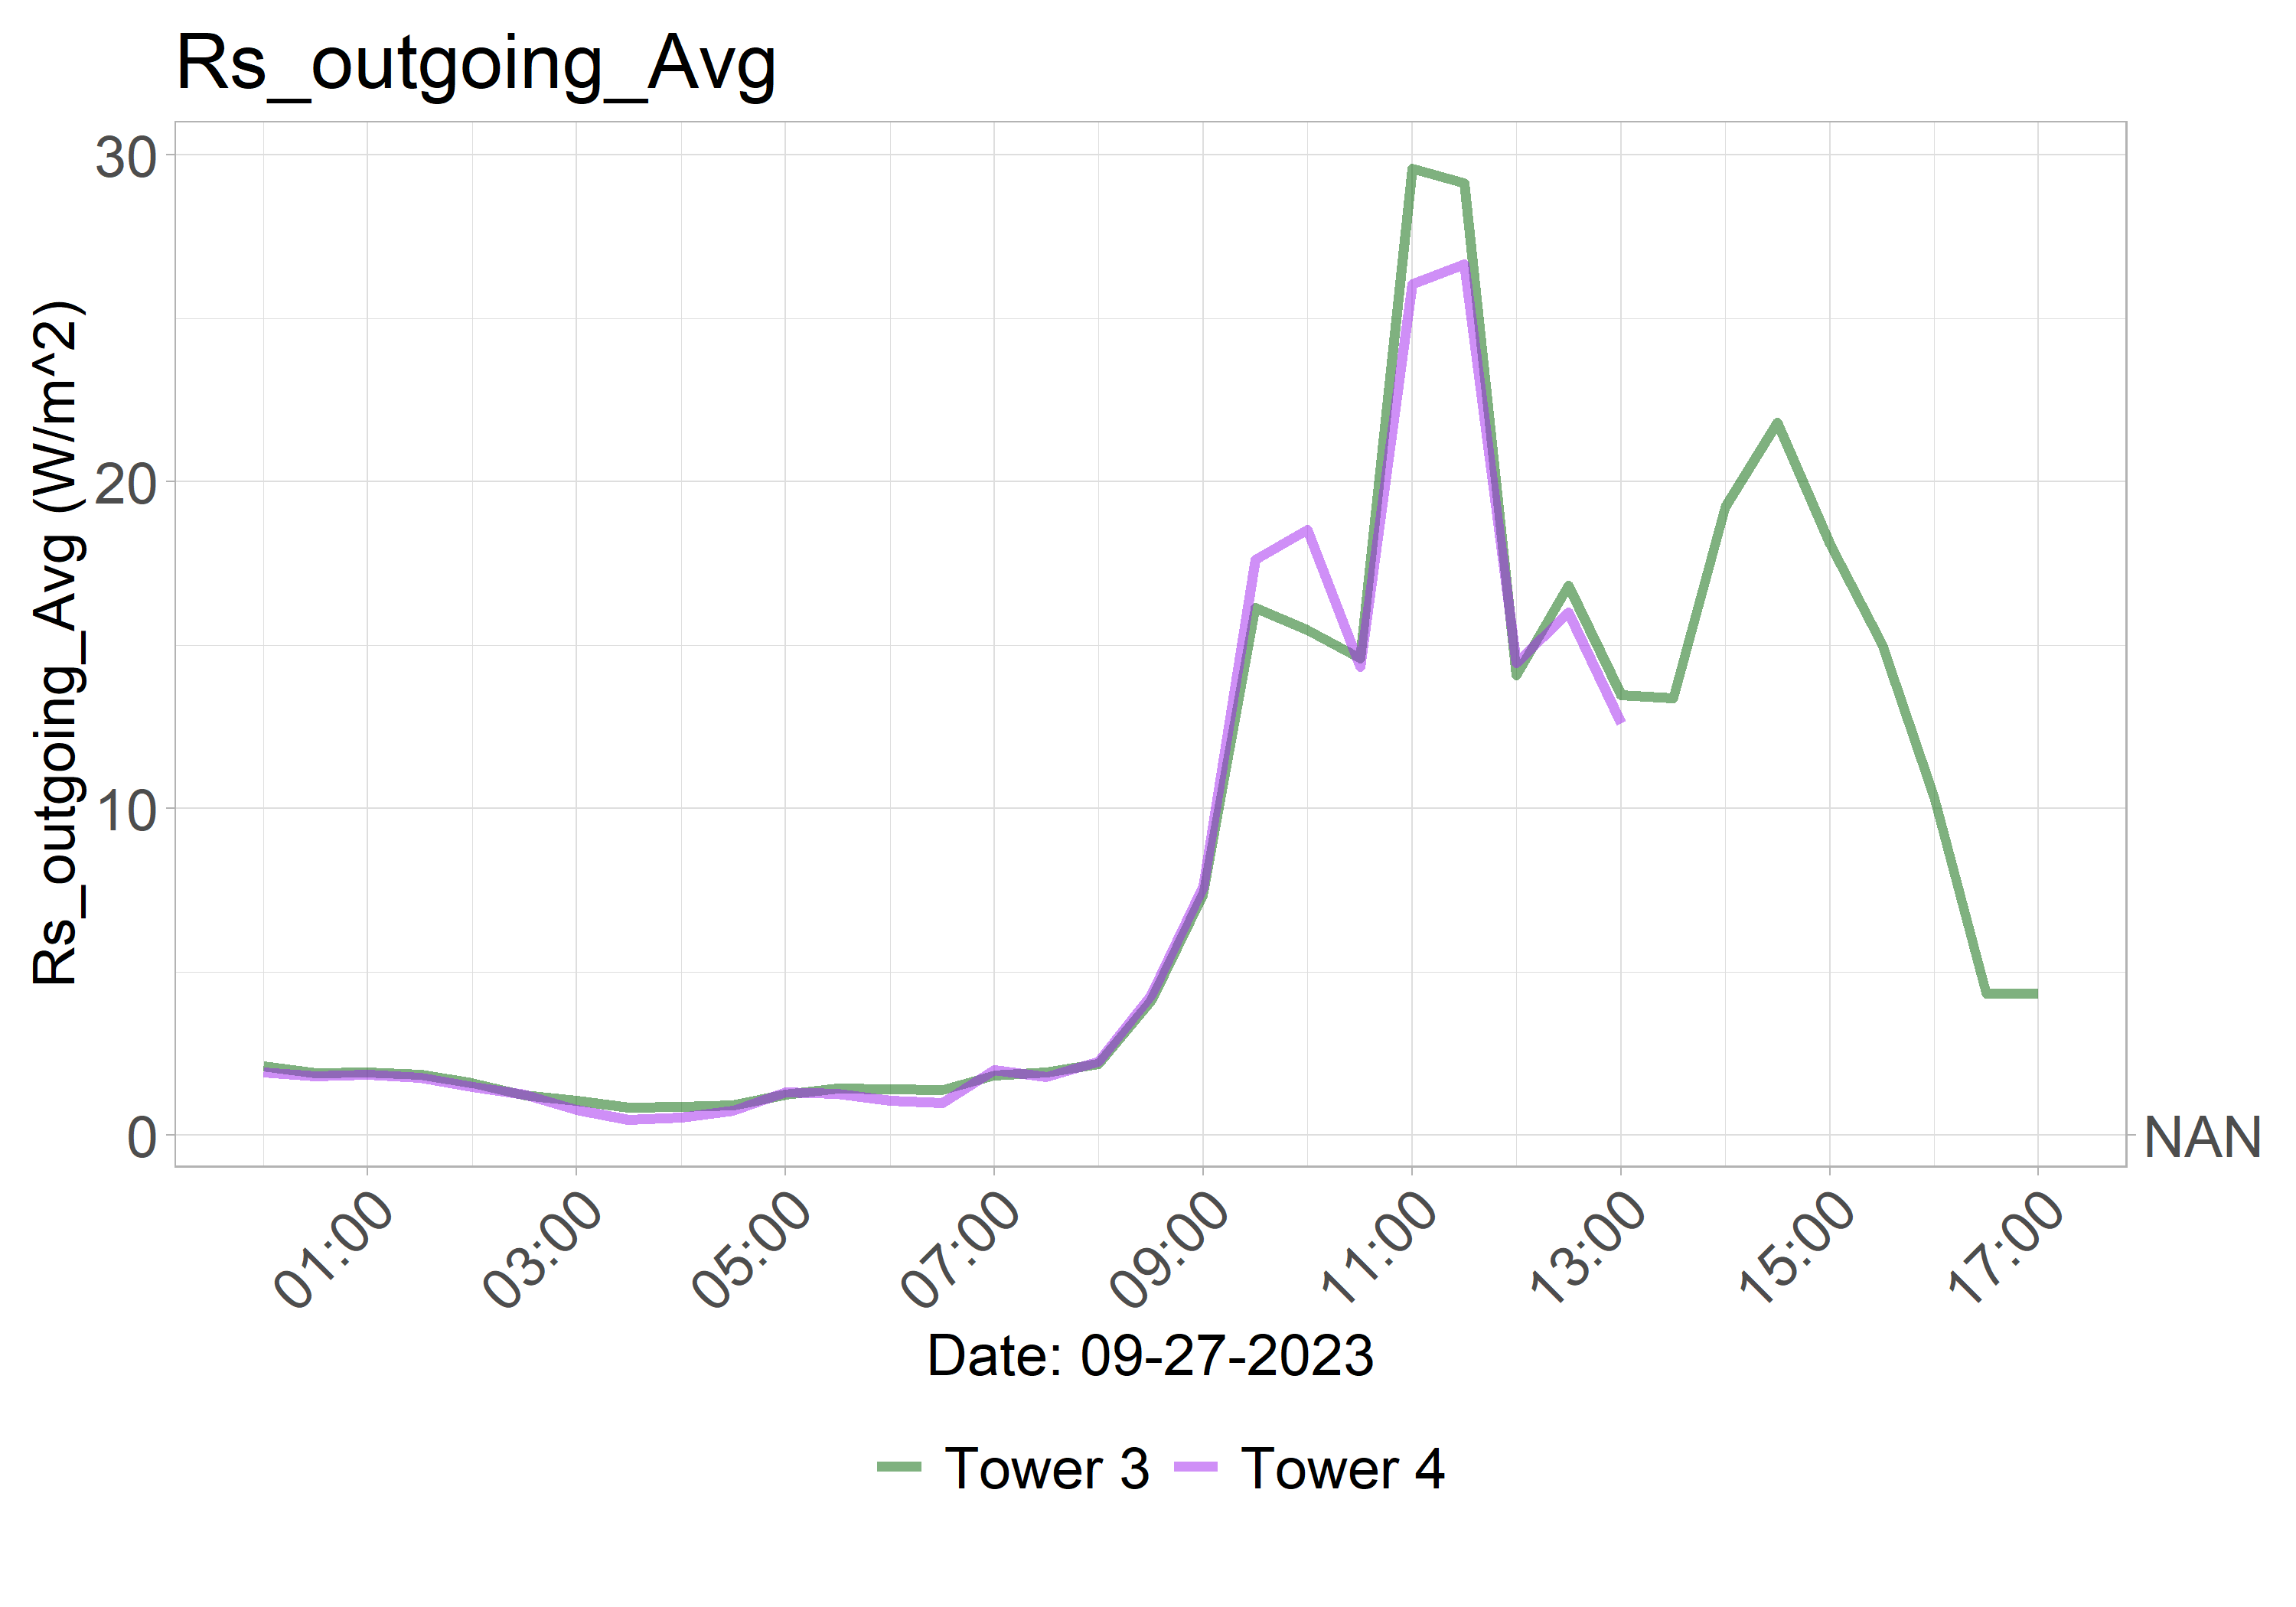 Rs_outgoing_Avg
Rs_outgoing_Avg (W/m^2)
30
20
10
0
NAN
01:00
03:00
05:00
07:00
09:00
11:00
13:00
15:00
17:00
Date: 09-27-2023
Tower 3
Tower 4